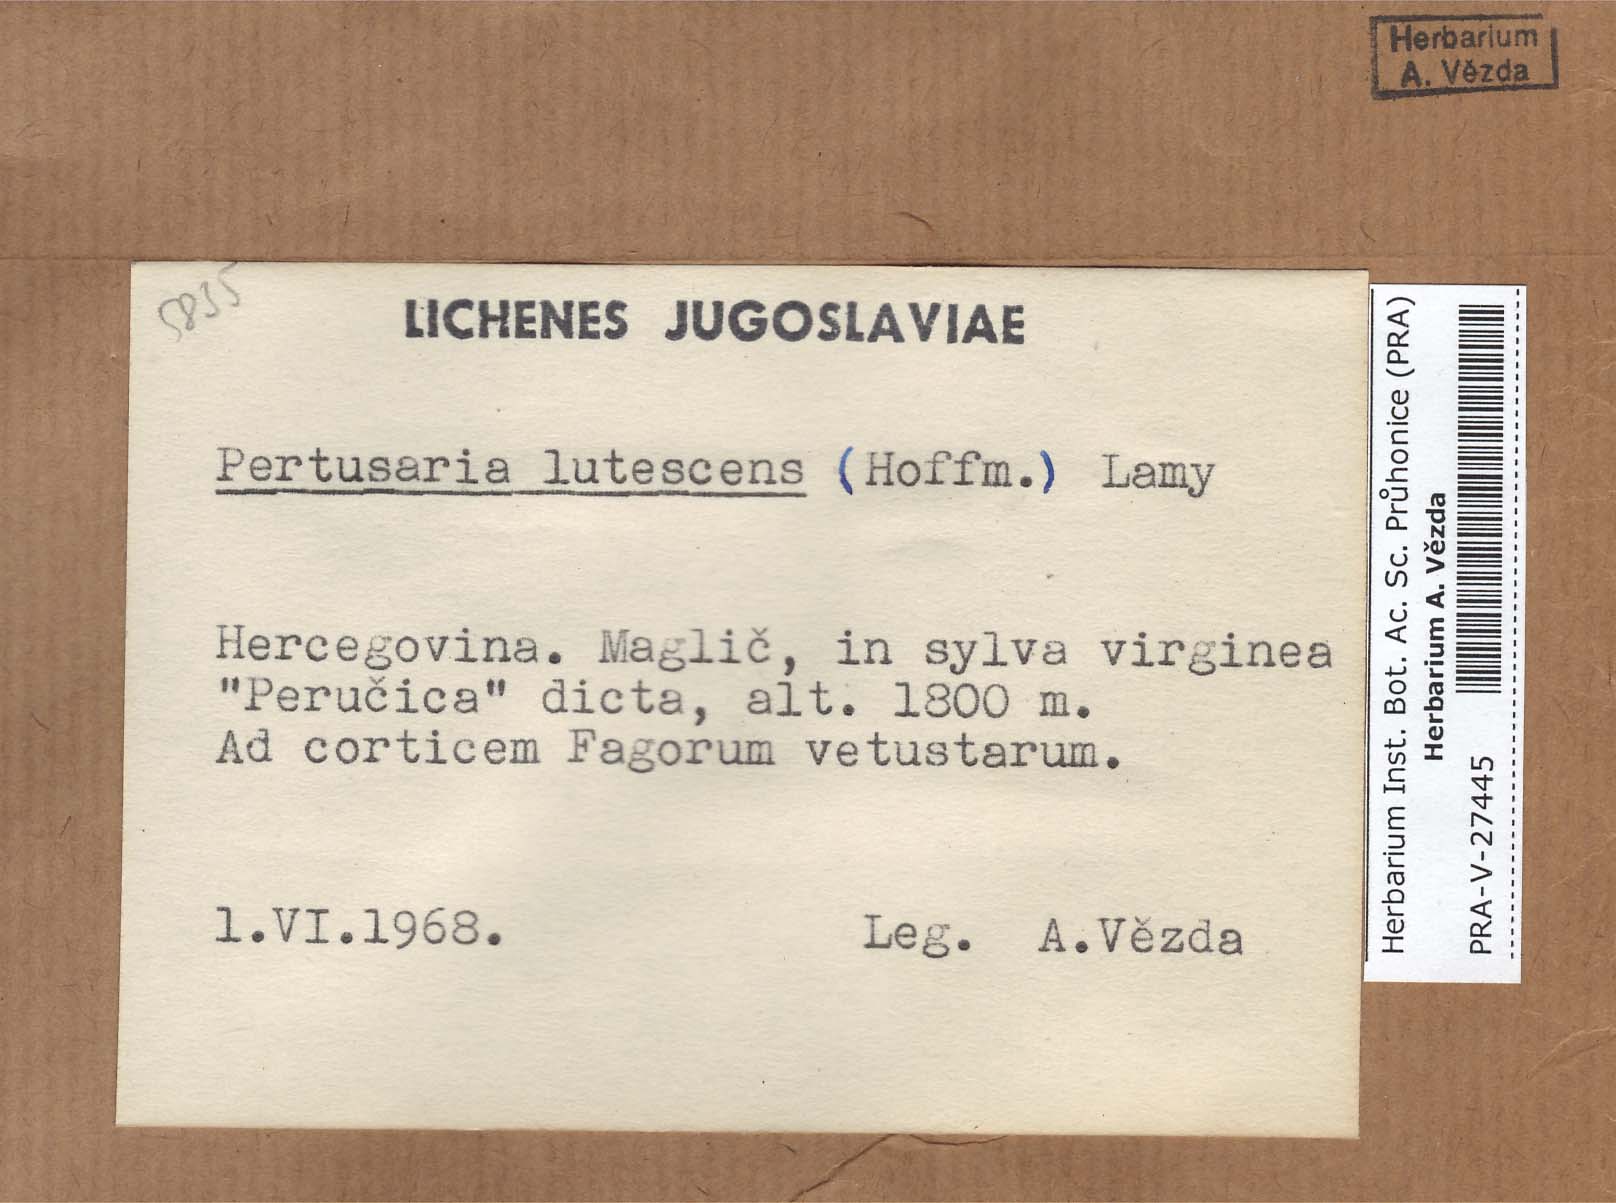 Herbarium
A. Vězda
5835
LICHENES JUGOSLAVIAE
Pertusaria lutescens (Hoffm.) Lamy
Hercegovina. Maglič, in sylva virginea
"Peručica" dicta, alt. 1800 m.
Ad corticem Fagorum vetustarum.
1.VI.1968.
Leg. A.Vězda
Herbarium Inst. Bot. Ac. Sc. Průhonice (PRA)
Herbarium A. Vězda
PRA-V-27445